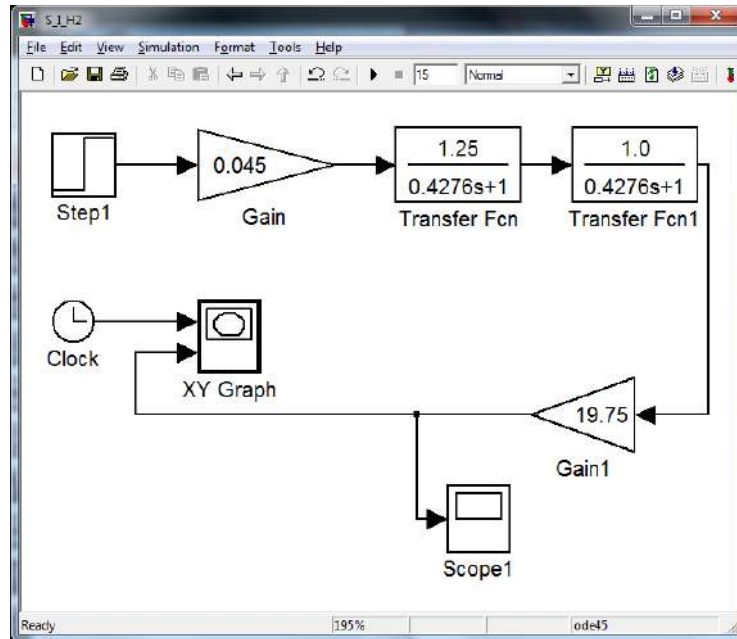 S_1_H2
File Edit View Simulation Format Tools Help
15 Normal
0.045
1.25
0.4276s+1
1.0
0.4276s+1
Step1
Gain
Transfer Fcn
Transfer Fcn1
Clock
XY Graph
19.75
Gain1
Scope1
Ready 195% ode45